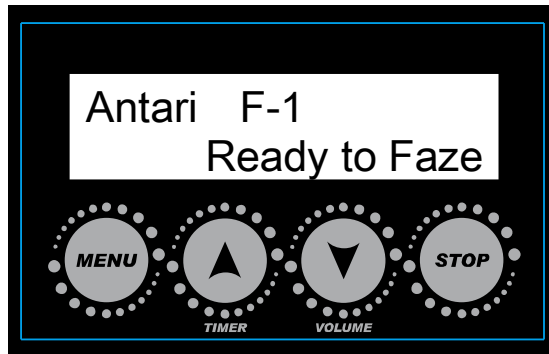 Antari F-1
Ready to Faze
MENU
STOP
TIMER
VOLUME